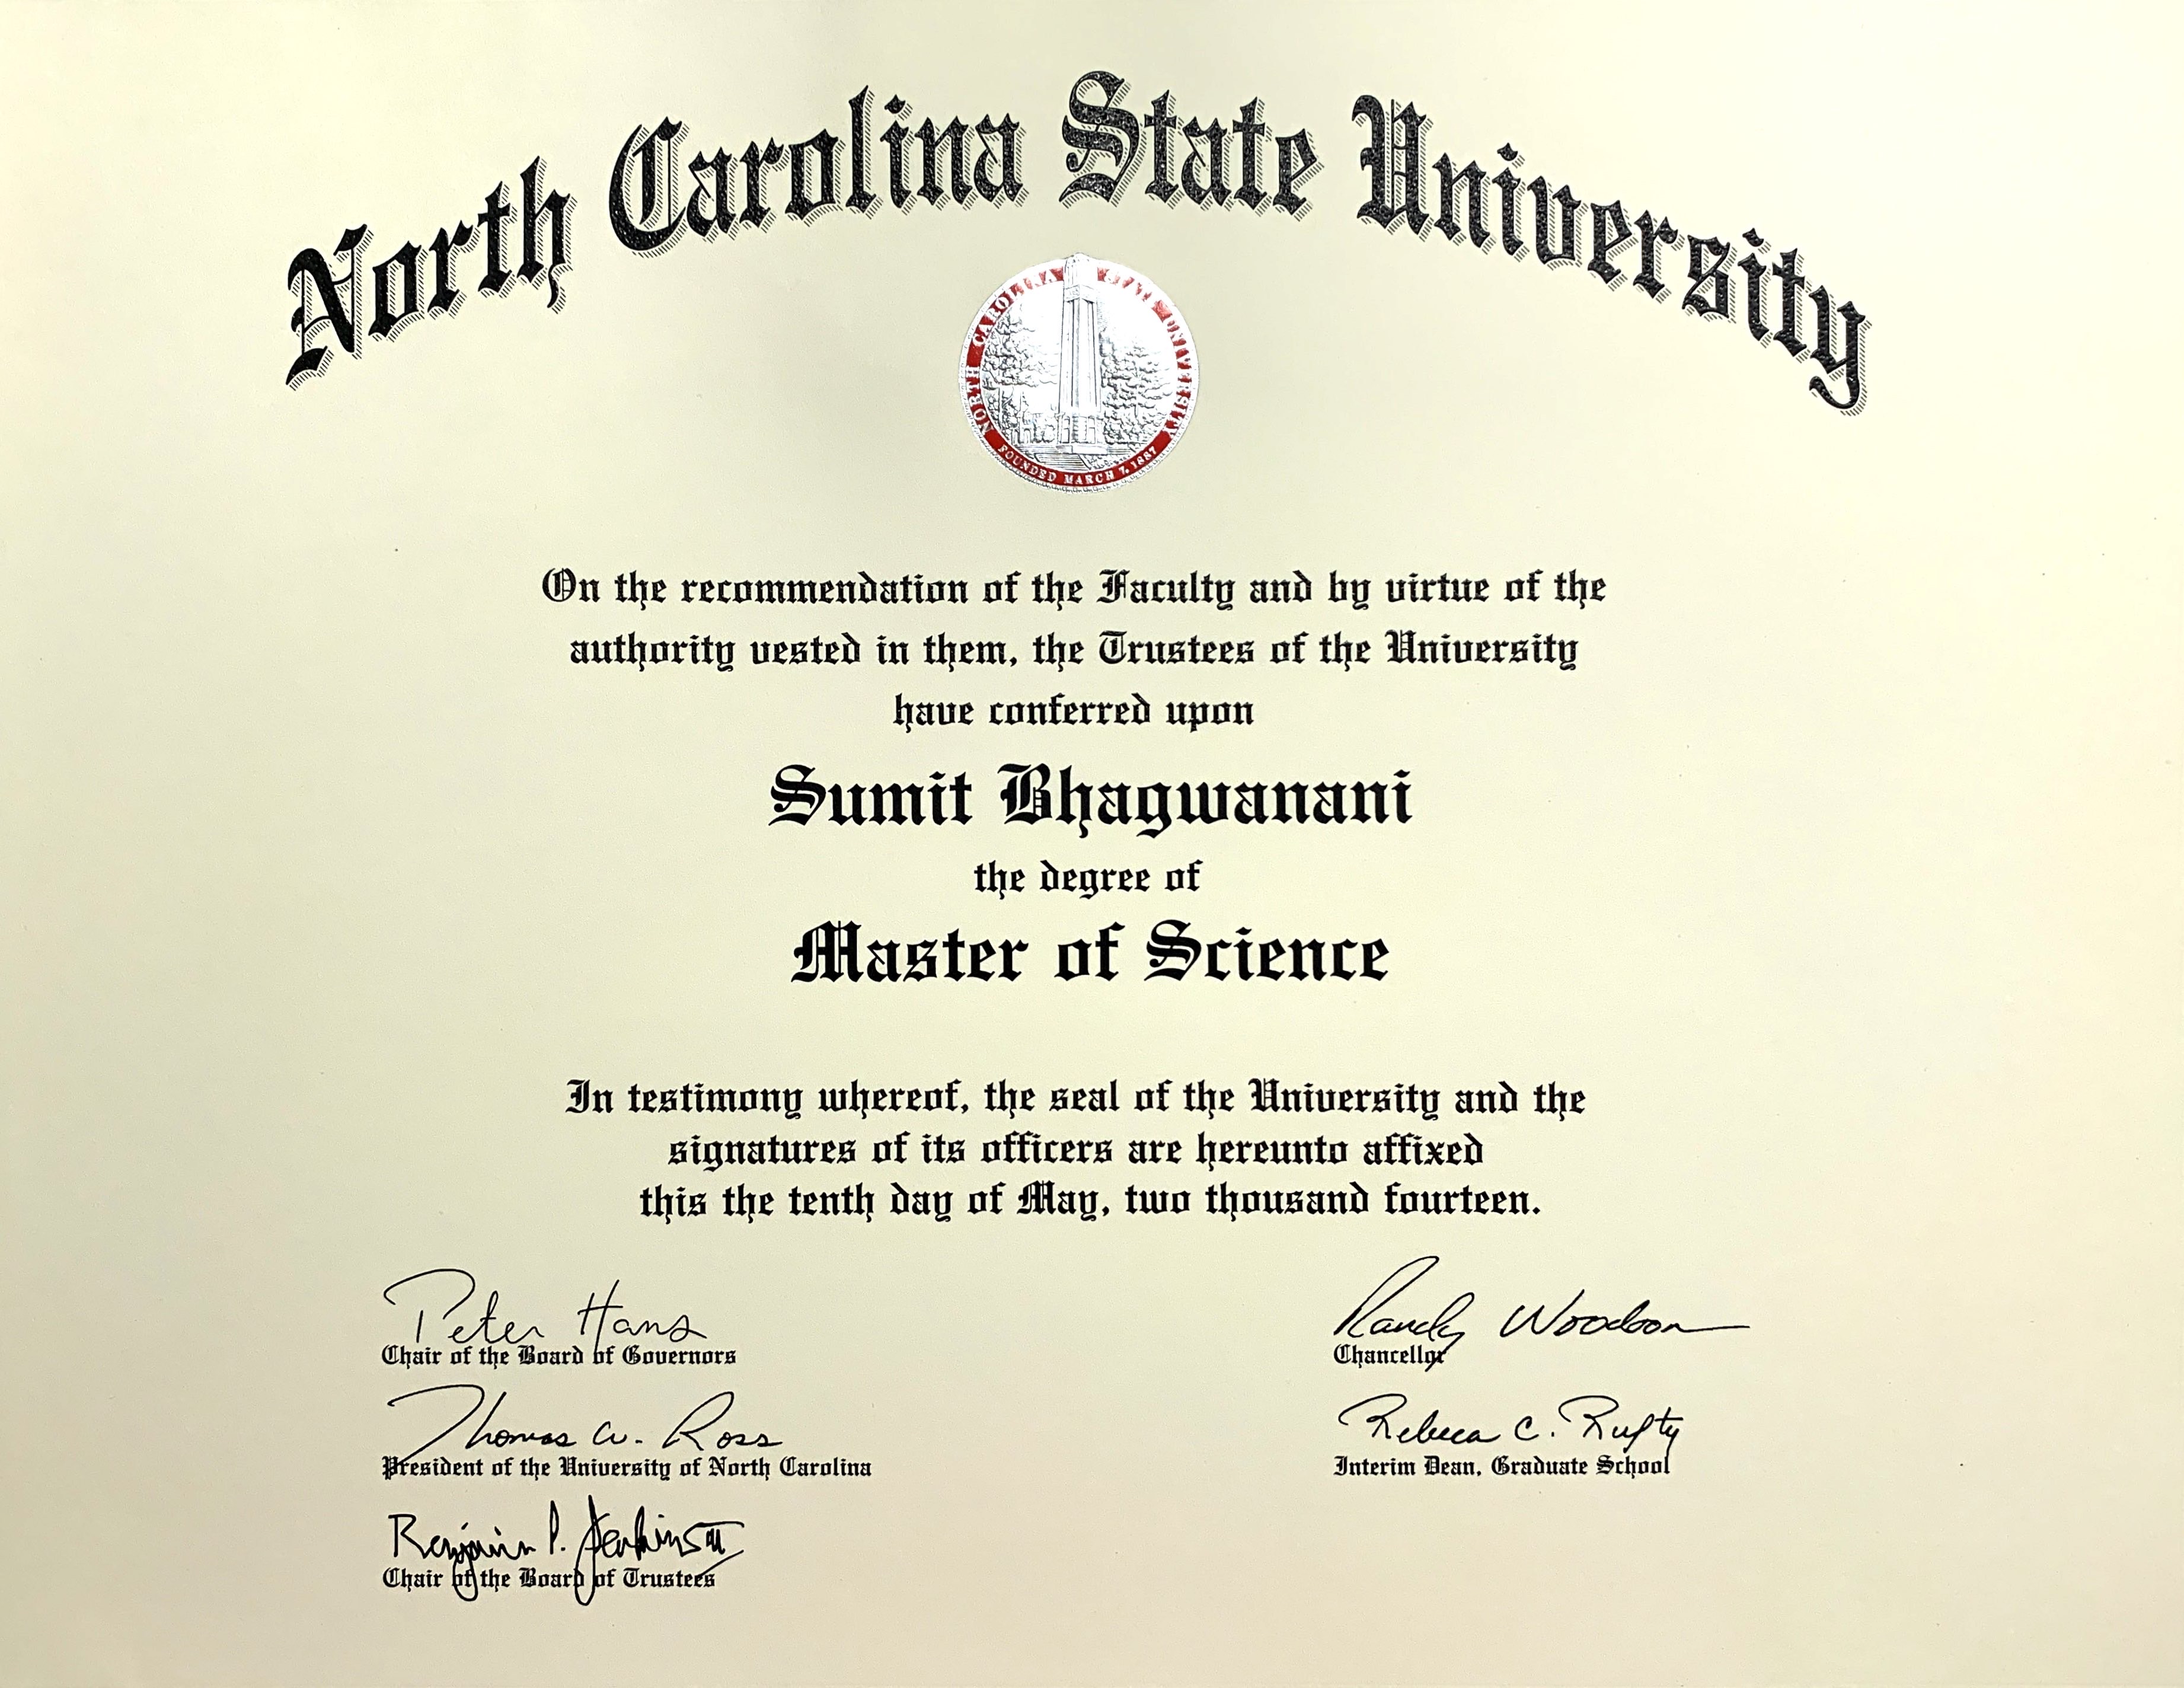 North Carolina State University
NORTH CAROLINA STATE UNIVERSITY
FOUNDED MARCH 7, 1887
On the recommendation of the Faculty and by virtue of the
authority vested in them, the Trustees of the University
have conferred upon
Sumit Bhagwanani
the degree of
Master of Science
In testimony whereof, the seal of the University and the
signatures of its officers are hereunto affixed
this the tenth day of May, two thousand fourteen.
Peter Hans
Chair of the Board of Governors
Thomas W. Ross
President of the University of North Carolina
Benjamin P. Jenkins III
Chair of the Board of Trustees
Randy Woodson
Chancellor
Rebecca C. Rufty
Interim Dean, Graduate School